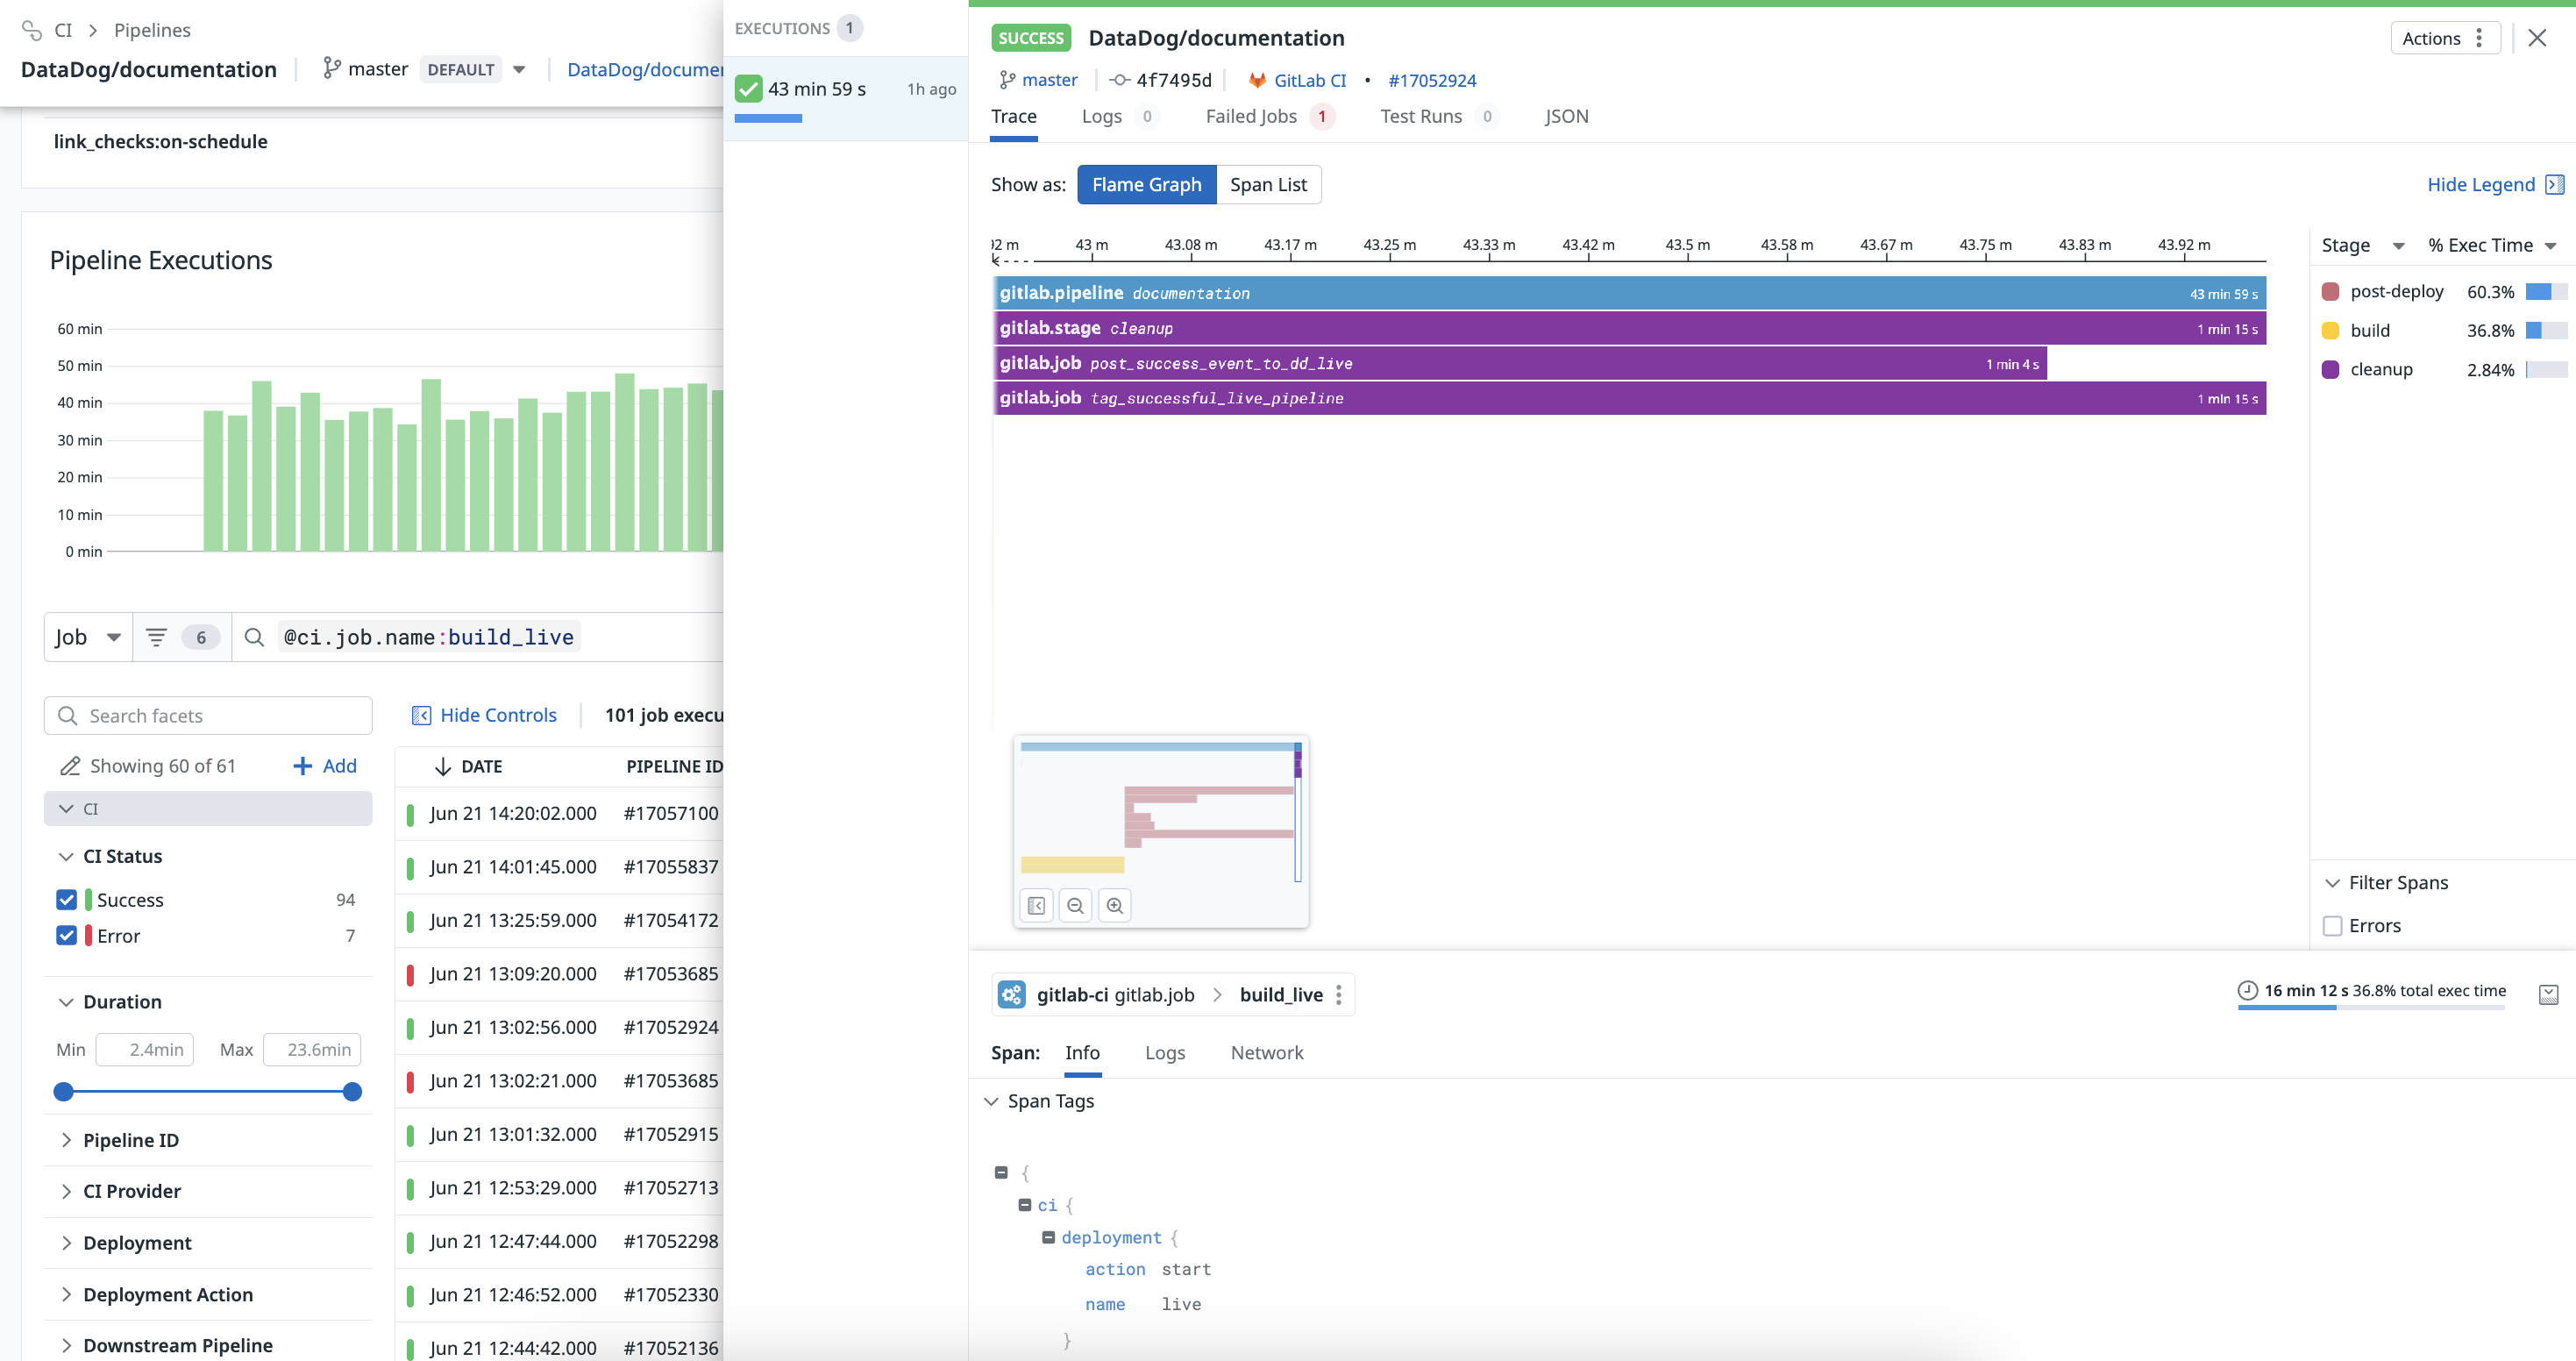 CI > Pipelines
DataDog/documentation | master DEFAULT | DataDog/documer
link_checks:on-schedule
Pipeline Executions
60 min
50 min
40 min
30 min
20 min
10 min
0 min
Job 6 @ci.job.name:build_live
Search facets
Showing 60 of 61 + Add
CI
CI Status
Success 94
Error 7
Duration
Min 2.4min Max 23.6min
Pipeline ID
CI Provider
Deployment
Deployment Action
Downstream Pipeline
Hide Controls | 101 job execu
DATE PIPELINE ID
Jun 21 14:20:02.000 #17057100
Jun 21 14:01:45.000 #17055837
Jun 21 13:25:59.000 #17054172
Jun 21 13:09:20.000 #17053685
Jun 21 13:02:56.000 #17052924
Jun 21 13:02:21.000 #17053685
Jun 21 13:01:32.000 #17052915
Jun 21 12:53:29.000 #17052713
Jun 21 12:47:44.000 #17052298
Jun 21 12:46:52.000 #17052330
Jun 21 12:44:42.000 #17052136
EXECUTIONS 1
43 min 59 s 1h ago
SUCCESS DataDog/documentation
Actions
master | 4f7495d | GitLab CI • #17052924
Trace Logs 0 Failed Jobs 1 Test Runs 0 JSON
Show as: Flame Graph Span List
Hide Legend
92 m 43 m 43.08 m 43.17 m 43.25 m 43.33 m 43.42 m 43.5 m 43.58 m 43.67 m 43.75 m 43.83 m 43.92 m
gitlab.pipeline documentation 43 min 59 s
gitlab.stage cleanup 1 min 15 s
gitlab.job post_success_event_to_dd_live 1 min 4 s
gitlab.job tag_successful_live_pipeline 1 min 15 s
Stage % Exec Time
post-deploy 60.3%
build 36.8%
cleanup 2.84%
Filter Spans
Errors
gitlab-ci gitlab.job > build_live
16 min 12 s 36.8% total exec time
Span: Info Logs Network
Span Tags
{
ci {
deployment {
action start
name live
}